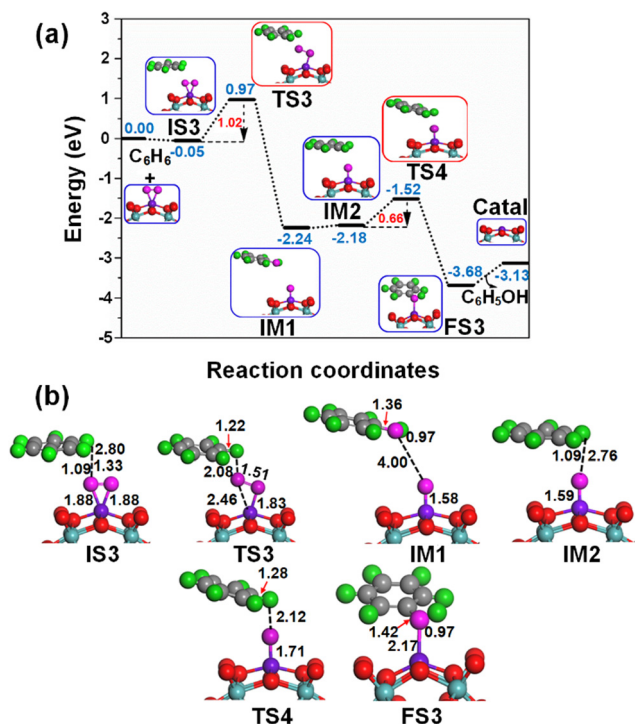 (a)
Energy (eV)
3
2
1
0
-1
-2
-3
-4
-5
0.00
C6H6
+
IS3
-0.05
0.97
TS3
1.02
-2.24
IM1
IM2
-2.18
TS4
-1.52
0.66
-3.68
FS3
Catal
-3.13
C6H5OH
Reaction coordinates
(b)
2.80
1.09
1.33
1.88
1.88
IS3
1.22
2.08
1.51
2.46
1.83
TS3
1.36
0.97
4.00
1.58
IM1
1.09
2.76
1.59
IM2
1.28
2.12
1.71
TS4
1.42
0.97
2.17
FS3